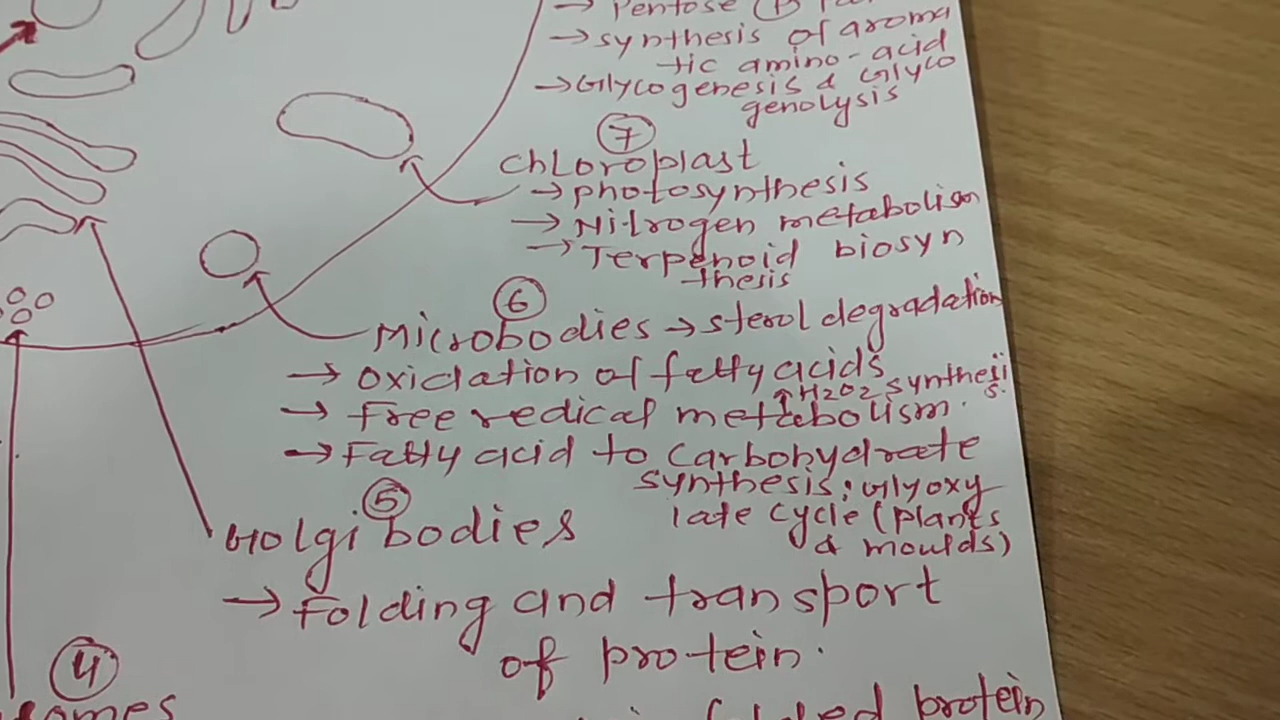 → Pentose (P)
→ synthesis of aroma
tic amino-acid
→ Glycogenesis & Glyco
genolysis
7
Chloroplast
→ photosynthesis
→ Nitrogen metabolism
→ Terpenoid biosyn
thesis
6
Microbodies → sterol degradation
→ Oxidation of fatty acids
↑H2O2 synthesi
s.
→ Free redical metabolism.
→ Fatty acid to carbohydrate
synthesis: Glyoxy
late cycle (plants
& moulds)
5
Golgi bodies
→ Folding and transport
of protein.
4
protein